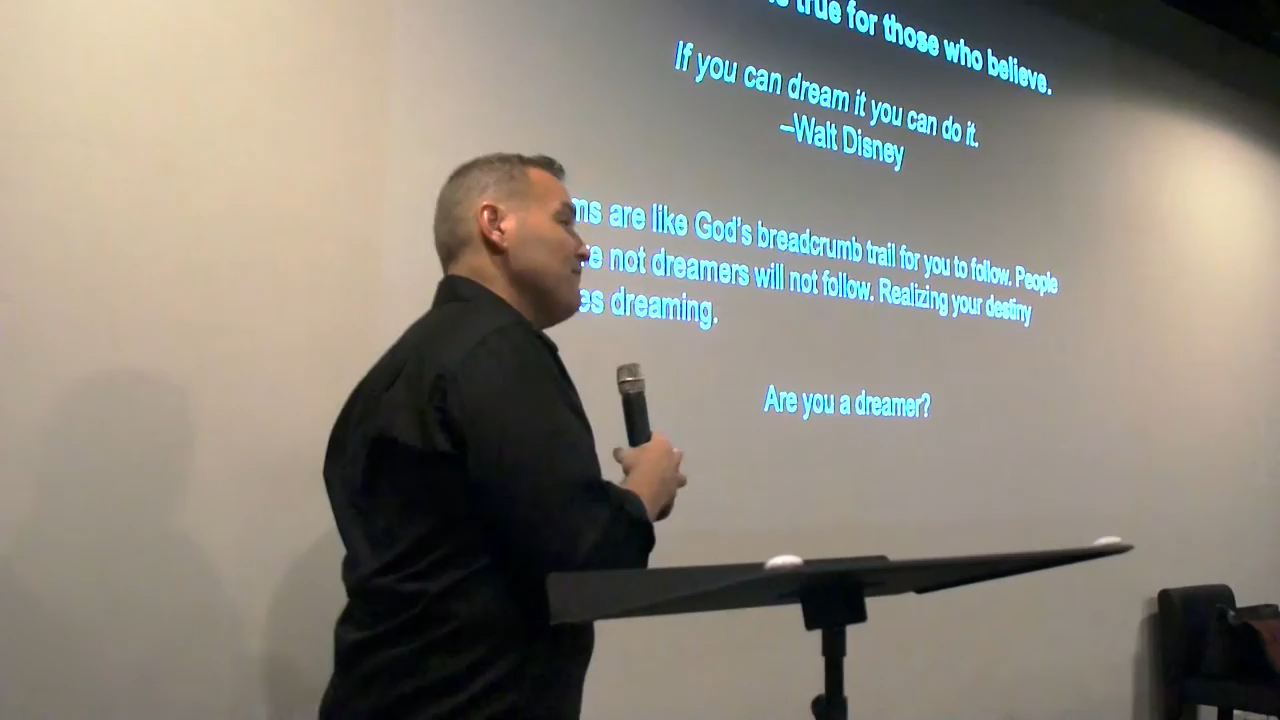 true for those who believe.
If you can dream it you can do it.
–Walt Disney
are like God's breadcrumb trail for you to follow. People
not dreamers will not follow. Realizing your destiny
dreaming.
Are you a dreamer?